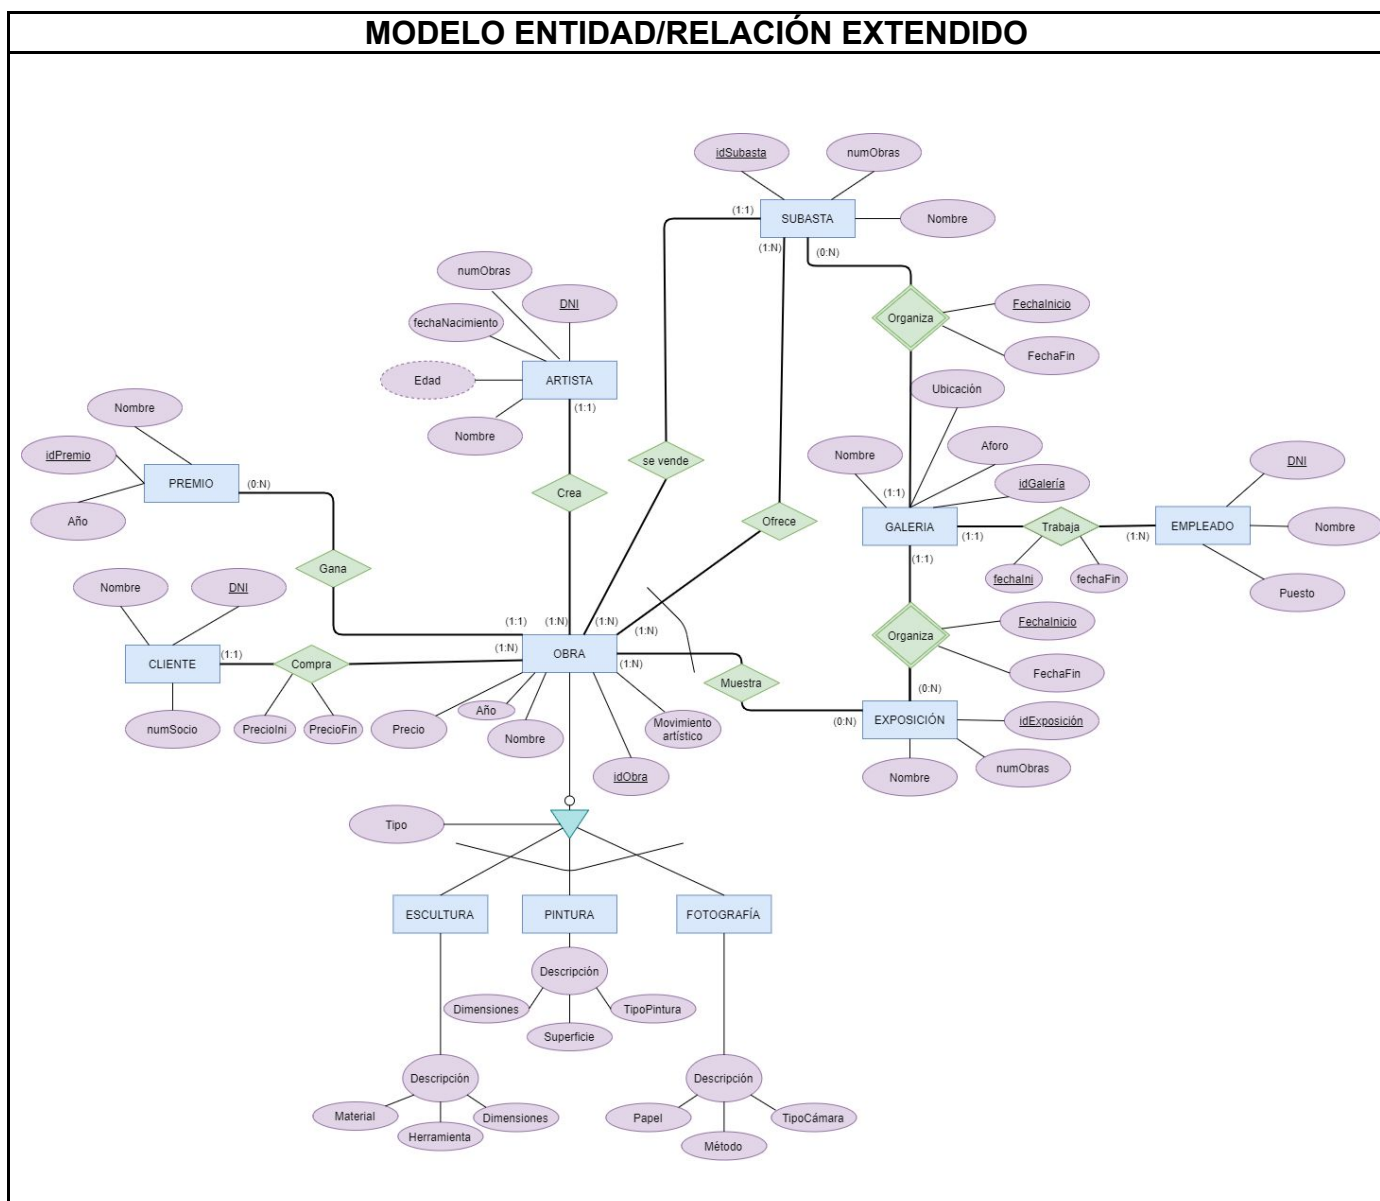 MODELO ENTIDAD/RELACIÓN EXTENDIDO
idSubasta
numObras
SUBASTA
Nombre
(1:1)
(1:N)
(0:N)
numObras
DNI
fechaNacimiento
Edad
ARTISTA
Nombre
(1:1)
Organiza
FechaInicio
FechaFin
Nombre
idPremio
PREMIO
Año
(0:N)
se vende
Crea
Ofrece
Ubicación
Nombre
Aforo
idGalería
(1:1)
GALERIA
(1:1)
(1:1)
Trabaja
fechaIni
fechaFin
(1:N)
EMPLEADO
DNI
Nombre
Puesto
Gana
Nombre
DNI
CLIENTE
(1:1)
numSocio
Compra
PrecioIni
PrecioFin
(1:1)
(1:N)
(1:N)
(1:N)
(1:N)
OBRA
(1:N)
Precio
Año
Nombre
idObra
Movimiento
artístico
Muestra
Organiza
FechaInicio
FechaFin
(0:N)
(0:N)
EXPOSICIÓN
idExposición
numObras
Nombre
Tipo
ESCULTURA
PINTURA
FOTOGRAFÍA
Descripción
Dimensiones
TipoPintura
Superficie
Descripción
Material
Dimensiones
Herramienta
Descripción
Papel
TipoCámara
Método